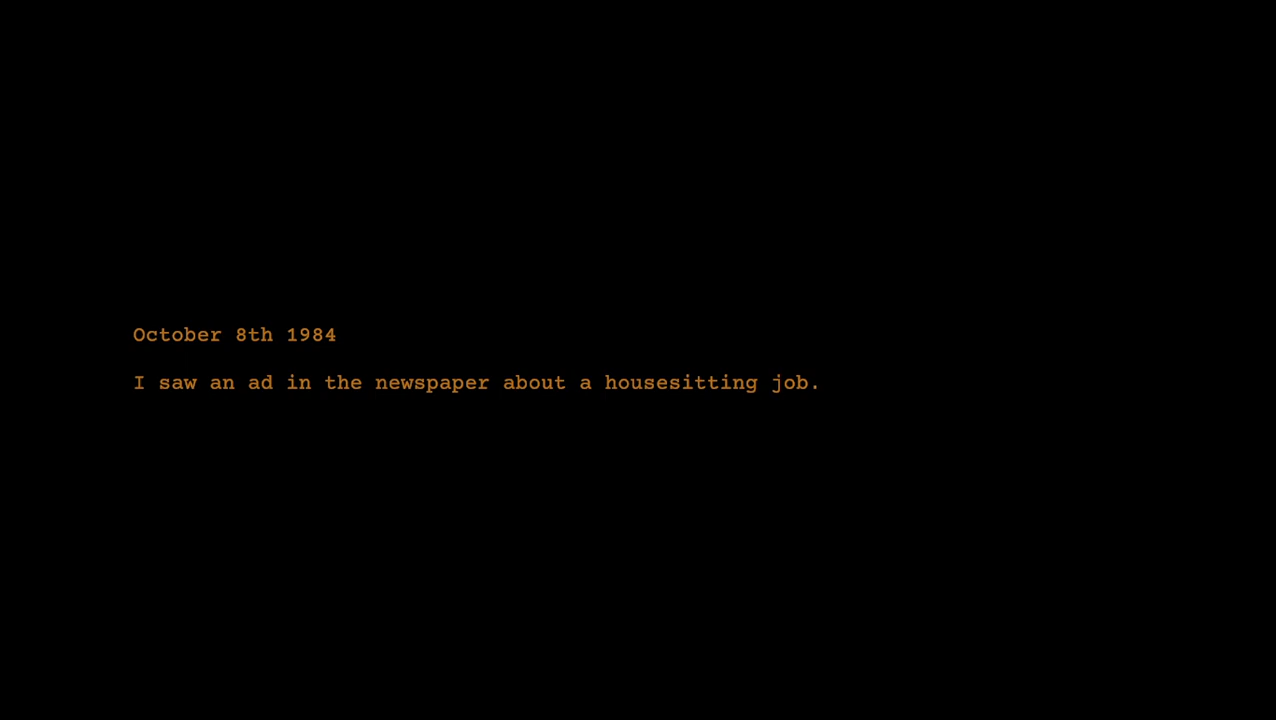 October 8th 1984
I saw an ad in the newspaper about a housesitting job.